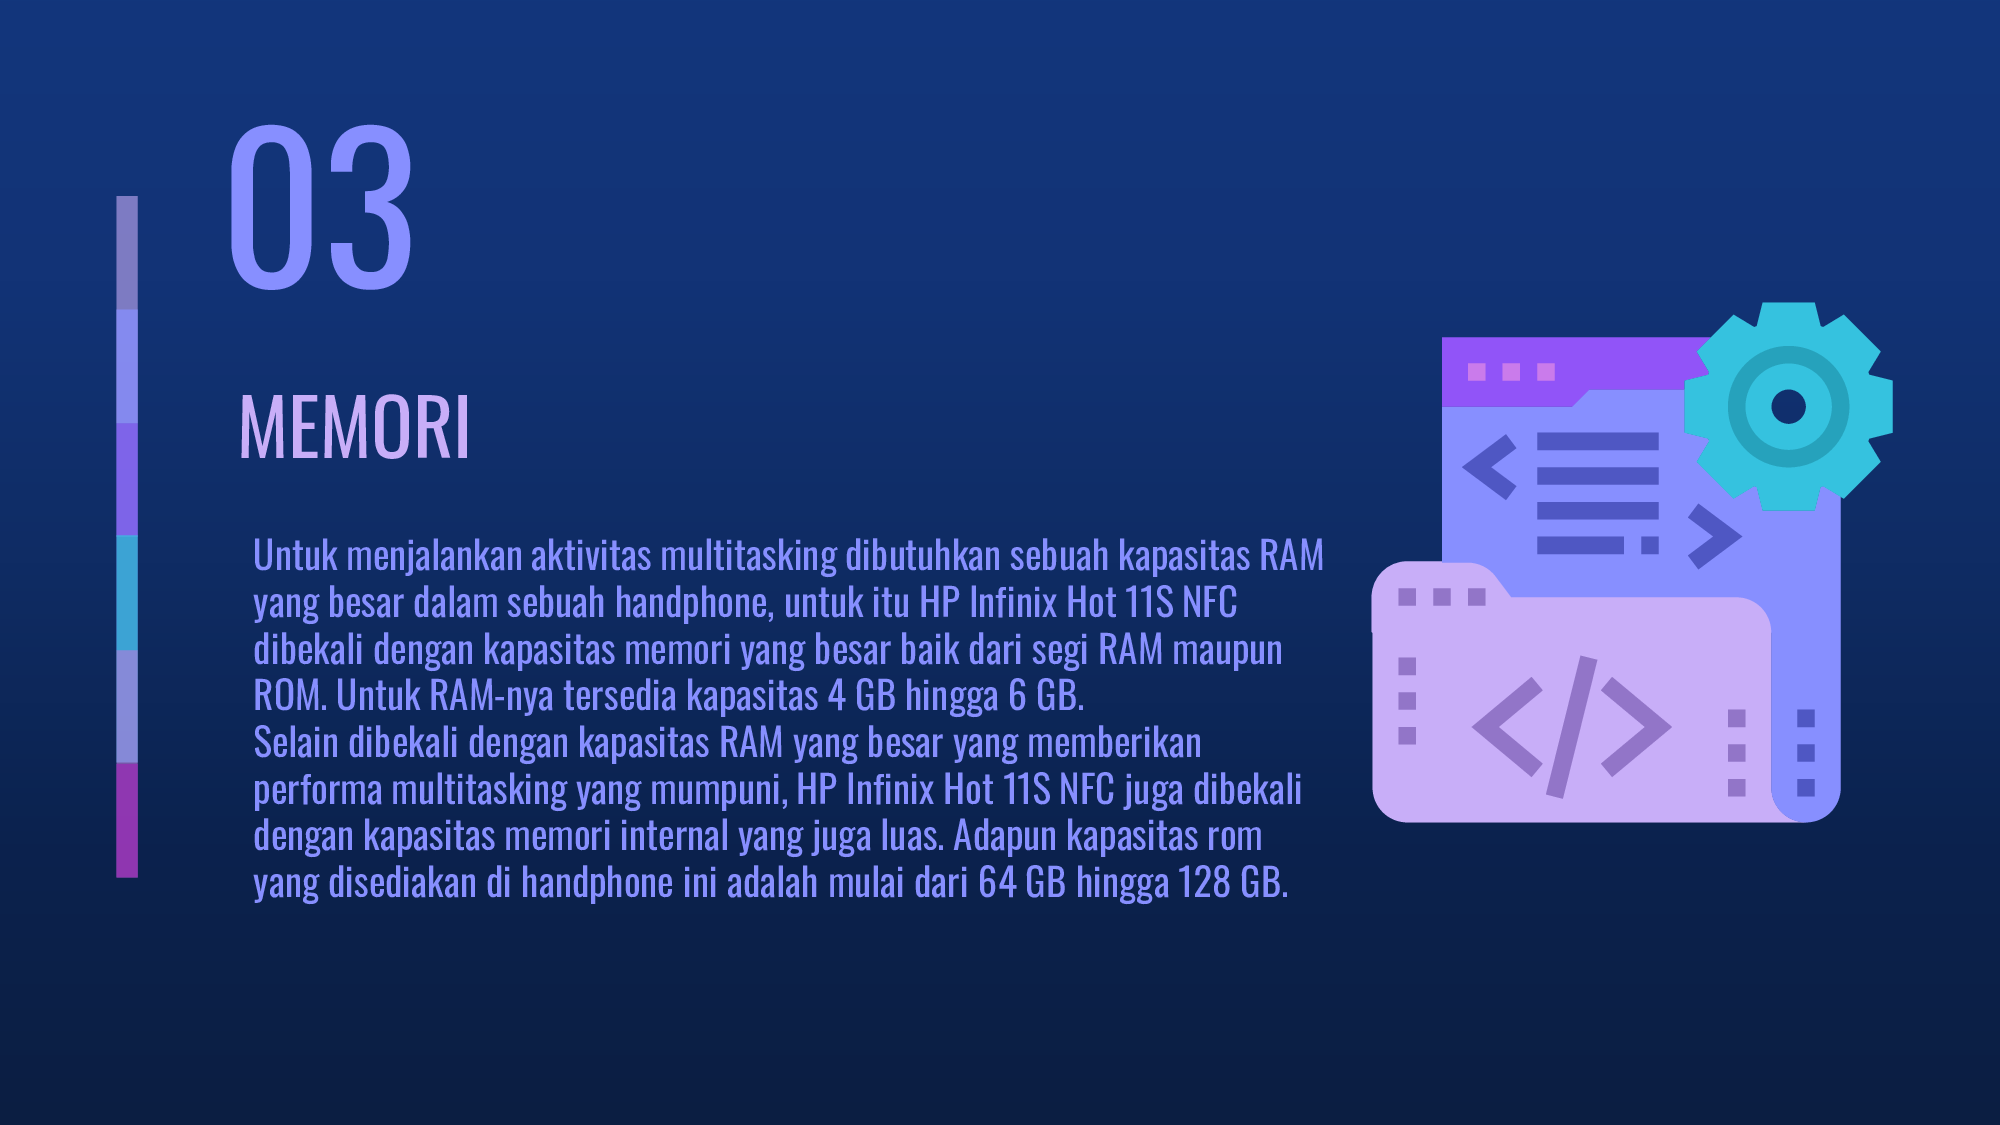 03
MEMORI
Untuk menjalankan aktivitas multitasking dibutuhkan sebuah kapasitas RAM
yang besar dalam sebuah handphone, untuk itu HP Infinix Hot 11S NFC
dibekali dengan kapasitas memori yang besar baik dari segi RAM maupun
ROM. Untuk RAM-nya tersedia kapasitas 4 GB hingga 6 GB.
Selain dibekali dengan kapasitas RAM yang besar yang memberikan
performa multitasking yang mumpuni, HP Infinix Hot 11S NFC juga dibekali
dengan kapasitas memori internal yang juga luas. Adapun kapasitas rom
yang disediakan di handphone ini adalah mulai dari 64 GB hingga 128 GB.